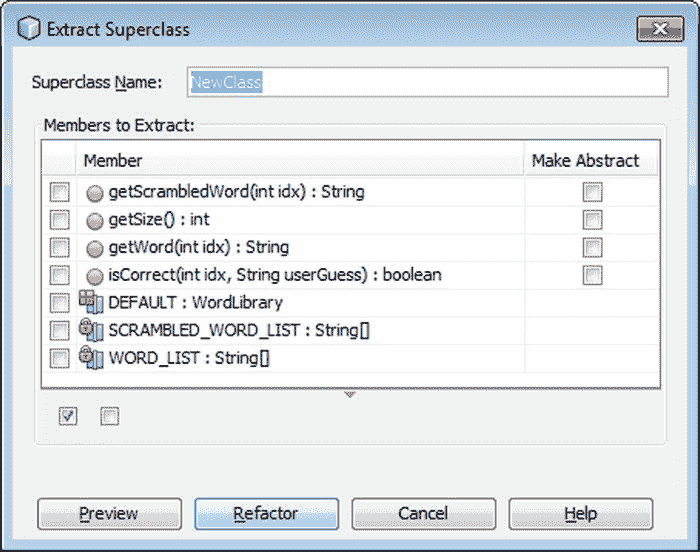 Extract Superclass
Superclass Name: NewClass
Members to Extract:
Member Make Abstract
getScrambledWord(int idx) : String
getSize() : int
getWord(int idx) : String
isCorrect(int idx, String userGuess) : boolean
DEFAULT : WordLibrary
SCRAMBLED_WORD_LIST : String[]
WORD_LIST : String[]
Preview Refactor Cancel Help